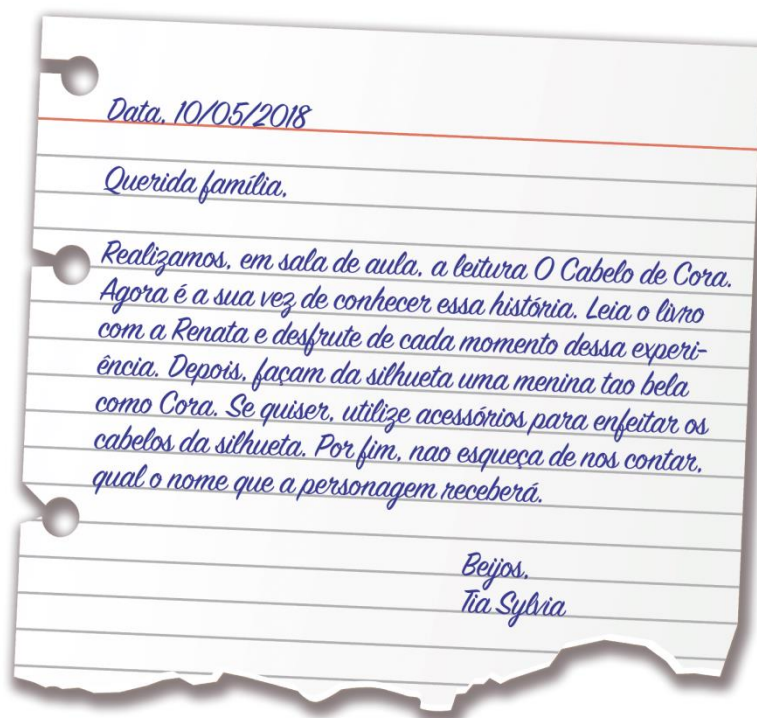 Data, 10/05/2018
Querida família,
Realizamos, em sala de aula, a leitura O Cabelo de Cora.
Agora é a sua vez de conhecer essa história. Leia o livro
com a Renata e desfrute de cada momento dessa experi-
ência. Depois, façam da silhueta uma menina tao bela
como Cora. Se quiser, utilize acessórios para enfeitar os
cabelos da silhueta. Por fim, nao esqueça de nos contar,
qual o nome que a personagem receberá.
Beijos,
Tia Sylvia